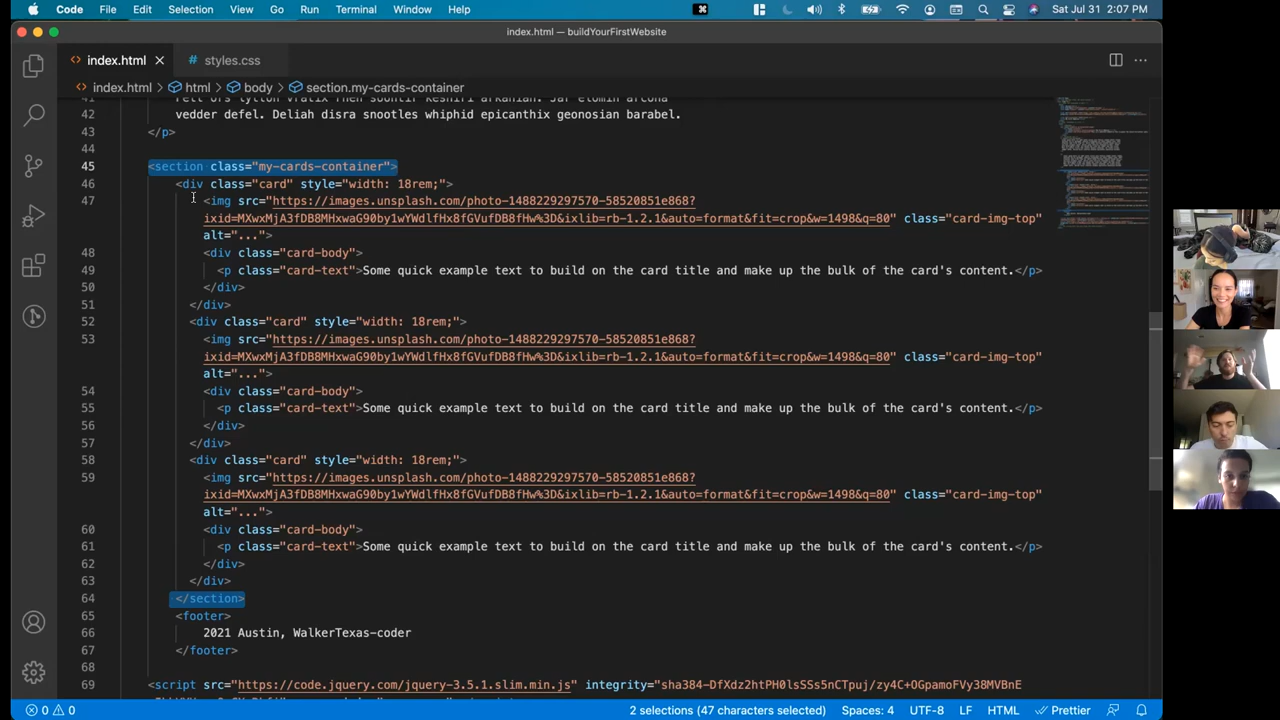 Code File Edit Selection View Go Run Terminal Window Help Sat Jul 31 2:07 PM
index.html — buildYourFirstWebsite
index.html styles.css
index.html html body section.my-cards-container
41 fett ors tyfton vratix rhen soontir keshiri arkanian. Jar elomin arcona
42 vedder defel. Deliah disra snootles whiphid epicanthix geonosian barabel.
43 </p>
44
45 <section class="my-cards-container">
46 <div class="card" style="width: 18rem;">
47 <img src="https://images.unsplash.com/photo-1488229297570-58520851e868?
ixid=MXwxMjA3fDB8MHxwaG90by1wYWdlfHx8fGVufDB8fHw%3D&ixlib=rb-1.2.1&auto=format&fit=crop&w=1498&q=80" class="card-img-top"
alt="...">
48 <div class="card-body">
49 <p class="card-text">Some quick example text to build on the card title and make up the bulk of the card's content.</p>
50 </div>
51 </div>
52 <div class="card" style="width: 18rem;">
53 <img src="https://images.unsplash.com/photo-1488229297570-58520851e868?
ixid=MXwxMjA3fDB8MHxwaG90by1wYWdlfHx8fGVufDB8fHw%3D&ixlib=rb-1.2.1&auto=format&fit=crop&w=1498&q=80" class="card-img-top"
alt="...">
54 <div class="card-body">
55 <p class="card-text">Some quick example text to build on the card title and make up the bulk of the card's content.</p>
56 </div>
57 </div>
58 <div class="card" style="width: 18rem;">
59 <img src="https://images.unsplash.com/photo-1488229297570-58520851e868?
ixid=MXwxMjA3fDB8MHxwaG90by1wYWdlfHx8fGVufDB8fHw%3D&ixlib=rb-1.2.1&auto=format&fit=crop&w=1498&q=80" class="card-img-top"
alt="...">
60 <div class="card-body">
61 <p class="card-text">Some quick example text to build on the card title and make up the bulk of the card's content.</p>
62 </div>
63 </div>
64 </section>
65 <footer>
66 2021 Austin, WalkerTexas-coder
67 </footer>
68
69 <script src="https://code.jquery.com/jquery-3.5.1.slim.min.js" integrity="sha384-DfXdz2htPH0lsSSs5nCTpuj/zy4C+OGpamoFVy38MVBnE
0 0 2 selections (47 characters selected) Spaces: 4 UTF-8 LF HTML Prettier